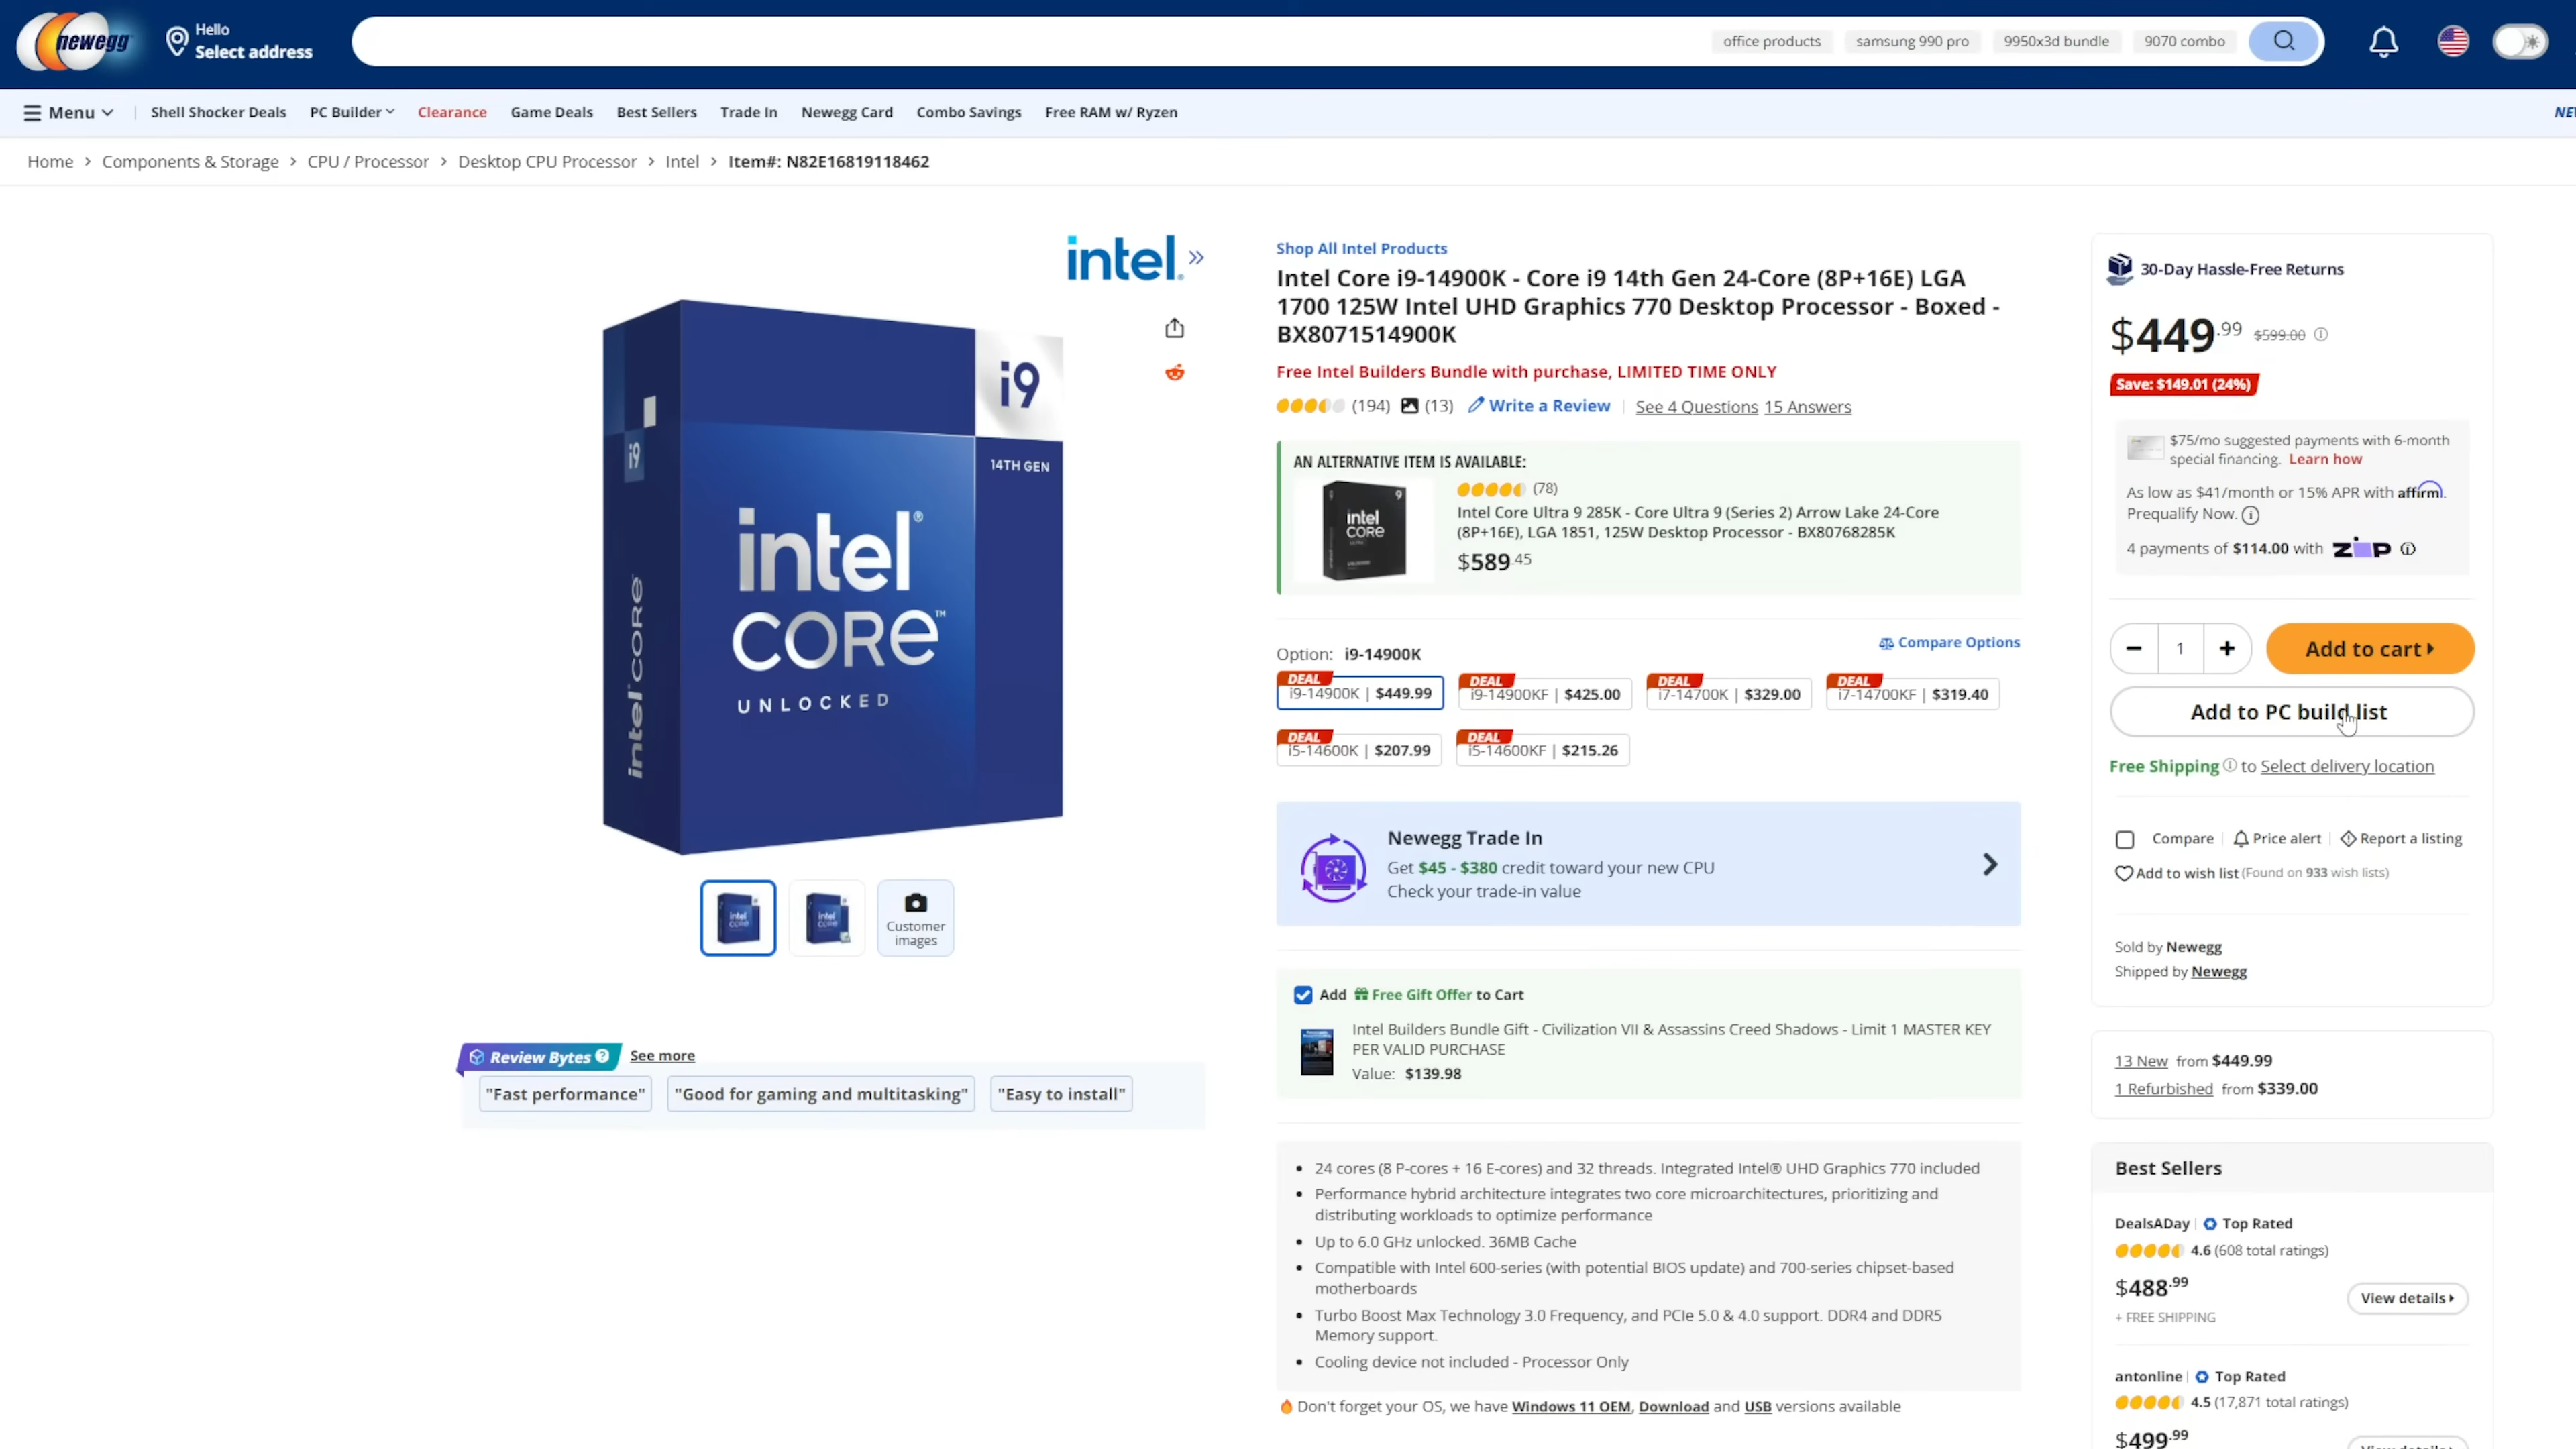 newegg
Hello
Select address
office products
samsung 990 pro
9950x3d bundle
9070 combo
Menu
Shell Shocker Deals
PC Builder
Clearance
Game Deals
Best Sellers
Trade In
Newegg Card
Combo Savings
Free RAM w/ Ryzen
Home > Components & Storage > CPU / Processor > Desktop CPU Processor > Intel > Item#: N82E16819118462
intel.
i9
14TH GEN
i9
intel CORE
intel®
CORE™
UNLOCKED
Customer
images
Review Bytes
See more
"Fast performance"
"Good for gaming and multitasking"
"Easy to install"
Shop All Intel Products
Intel Core i9-14900K - Core i9 14th Gen 24-Core (8P+16E) LGA
1700 125W Intel UHD Graphics 770 Desktop Processor - Boxed -
BX8071514900K
Free Intel Builders Bundle with purchase, LIMITED TIME ONLY
(194) (13) Write a Review | See 4 Questions 15 Answers
AN ALTERNATIVE ITEM IS AVAILABLE:
(78)
Intel Core Ultra 9 285K - Core Ultra 9 (Series 2) Arrow Lake 24-Core
(8P+16E), LGA 1851, 125W Desktop Processor - BX80768285K
$589.45
intel
CORE
Compare Options
Option: i9-14900K
DEAL
i9-14900K | $449.99
DEAL
i9-14900KF | $425.00
DEAL
i7-14700K | $329.00
DEAL
i7-14700KF | $319.40
DEAL
i5-14600K | $207.99
DEAL
i5-14600KF | $215.26
Newegg Trade In
Get $45 - $380 credit toward your new CPU
Check your trade-in value
Add Free Gift Offer to Cart
Intel Builders Bundle Gift - Civilization VII & Assassins Creed Shadows - Limit 1 MASTER KEY
PER VALID PURCHASE
Value: $139.98
• 24 cores (8 P-cores + 16 E-cores) and 32 threads. Integrated Intel® UHD Graphics 770 included
• Performance hybrid architecture integrates two core microarchitectures, prioritizing and
distributing workloads to optimize performance
• Up to 6.0 GHz unlocked. 36MB Cache
• Compatible with Intel 600-series (with potential BIOS update) and 700-series chipset-based
motherboards
• Turbo Boost Max Technology 3.0 Frequency, and PCIe 5.0 & 4.0 support. DDR4 and DDR5
Memory support.
• Cooling device not included - Processor Only
Don't forget your OS, we have Windows 11 OEM, Download and USB versions available
30-Day Hassle-Free Returns
$449.99 $599.00
Save: $149.01 (24%)
$75/mo suggested payments with 6-month
special financing. Learn how
As low as $41/month or 15% APR with affirm.
Prequalify Now.
4 payments of $114.00 with ZIP
− 1 +
Add to cart
Add to PC build list
Free Shipping to Select delivery location
Compare | Price alert | Report a listing
Add to wish list (Found on 933 wish lists)
Sold by Newegg
Shipped by Newegg
13 New from $449.99
1 Refurbished from $339.00
Best Sellers
DealsADay | Top Rated
4.6 (608 total ratings)
$488.99
View details
+ FREE SHIPPING
antonline | Top Rated
4.5 (17,871 total ratings)
$499.99